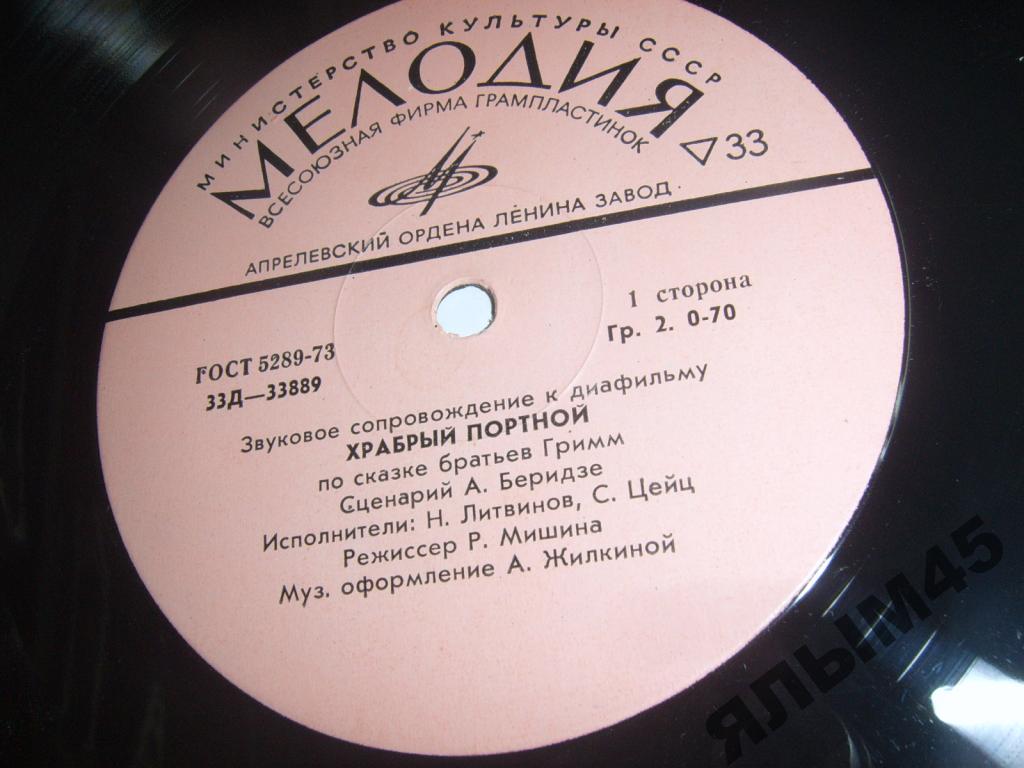 МИНИСТЕРСТВО КУЛЬТУРЫ СССР
МЕЛОДИЯ
ВСЕСОЮЗНАЯ ФИРМА ГРАМПЛАСТИНОК
33
АПРЕЛЕВСКИЙ ОРДЕНА ЛЕНИНА ЗАВОД
1 сторона
Гр. 2. 0-70
ГОСТ 5289-73
33Д—33889
Звуковое сопровождение к диафильму
ХРАБРЫЙ ПОРТНОЙ
по сказке братьев Гримм
Сценарий А. Беридзе
Исполнители: Н. Литвинов, С. Цейц
Режиссер Р. Мишина
Муз. оформление А. Жилкиной
ЯЛЫМ45